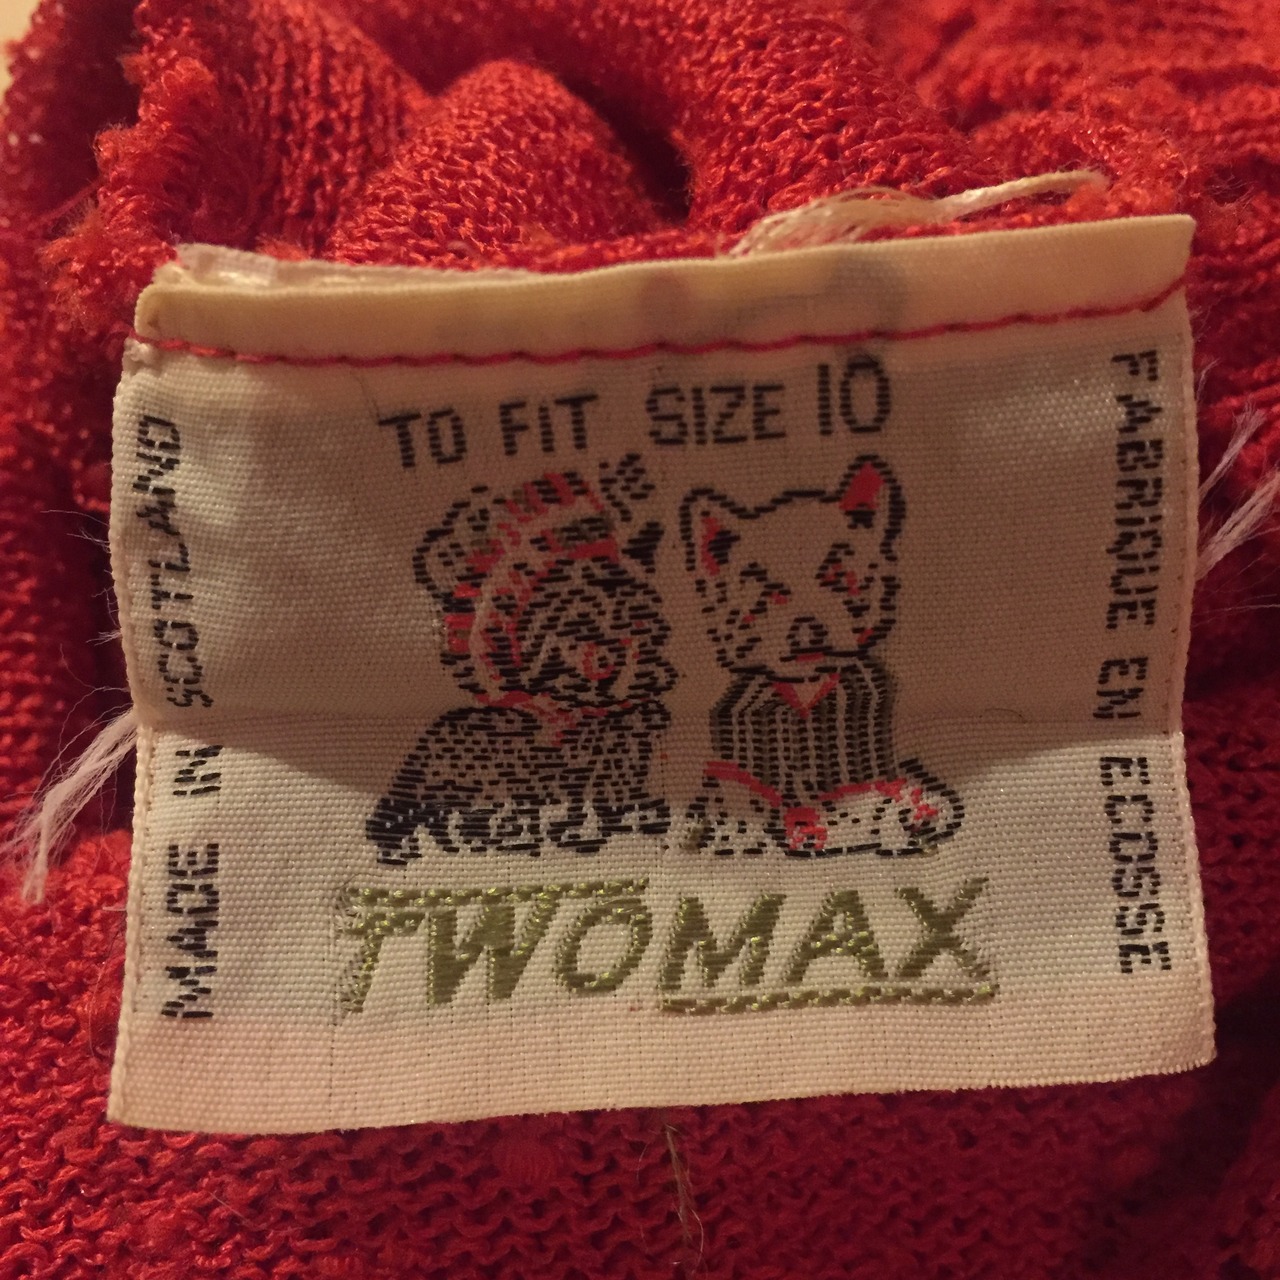 TO FIT SIZE 10
MADE IN SCOTLAND
FABRIQUE EN ECOSSE
TWOMAX